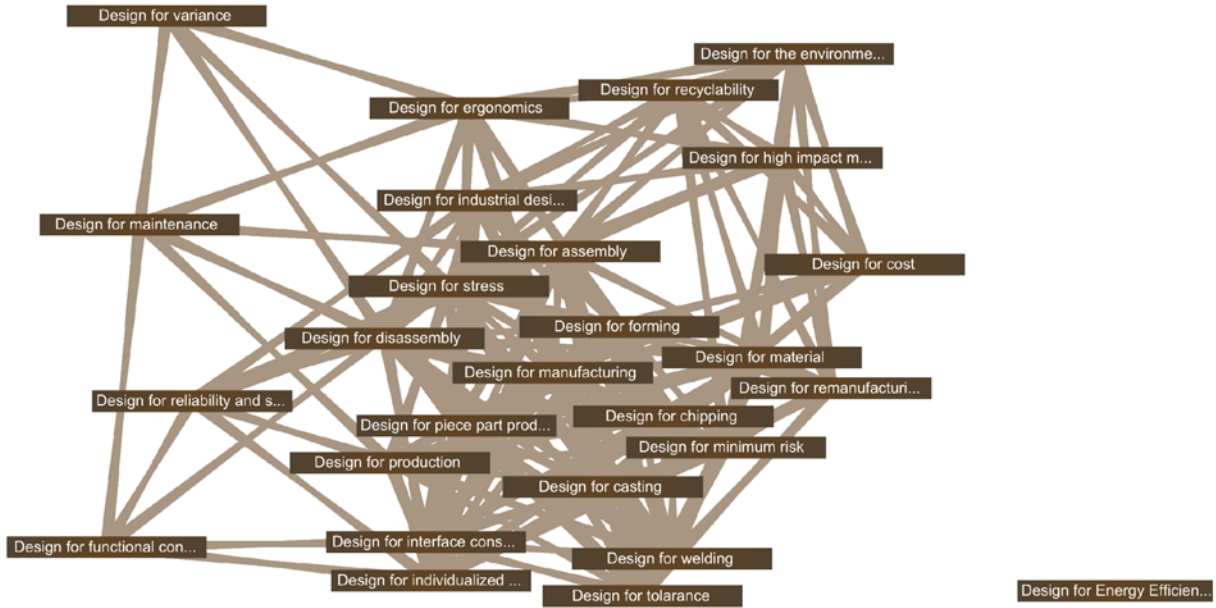 Design for variance
Design for the environme...
Design for recyclability
Design for ergonomics
Design for high impact m...
Design for industrial desi...
Design for maintenance
Design for assembly
Design for cost
Design for stress
Design for forming
Design for disassembly
Design for material
Design for manufacturing
Design for remanufacturi...
Design for reliability and s...
Design for chipping
Design for piece part prod...
Design for minimum risk
Design for production
Design for casting
Design for interface cons...
Design for functional con...
Design for welding
Design for individualized ...
Design for Energy Efficien...
Design for tolarance